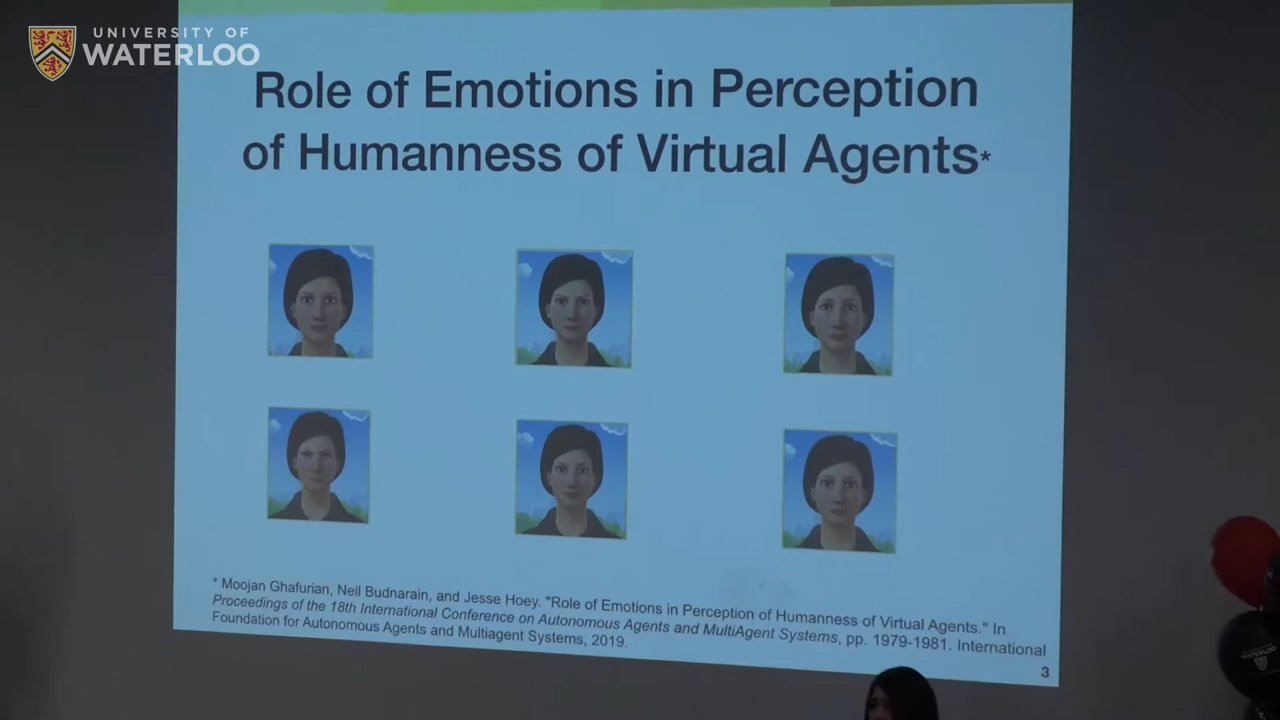 UNIVERSITY OF
WATERLOO
Role of Emotions in Perception
of Humanness of Virtual Agents*
* Moojan Ghafurian, Neil Budnarain, and Jesse Hoey. "Role of Emotions in Perception of Humanness of Virtual Agents." In
Proceedings of the 18th International Conference on Autonomous Agents and MultiAgent Systems, pp. 1979-1981. International
Foundation for Autonomous Agents and Multiagent Systems, 2019.
3
WATERLOO